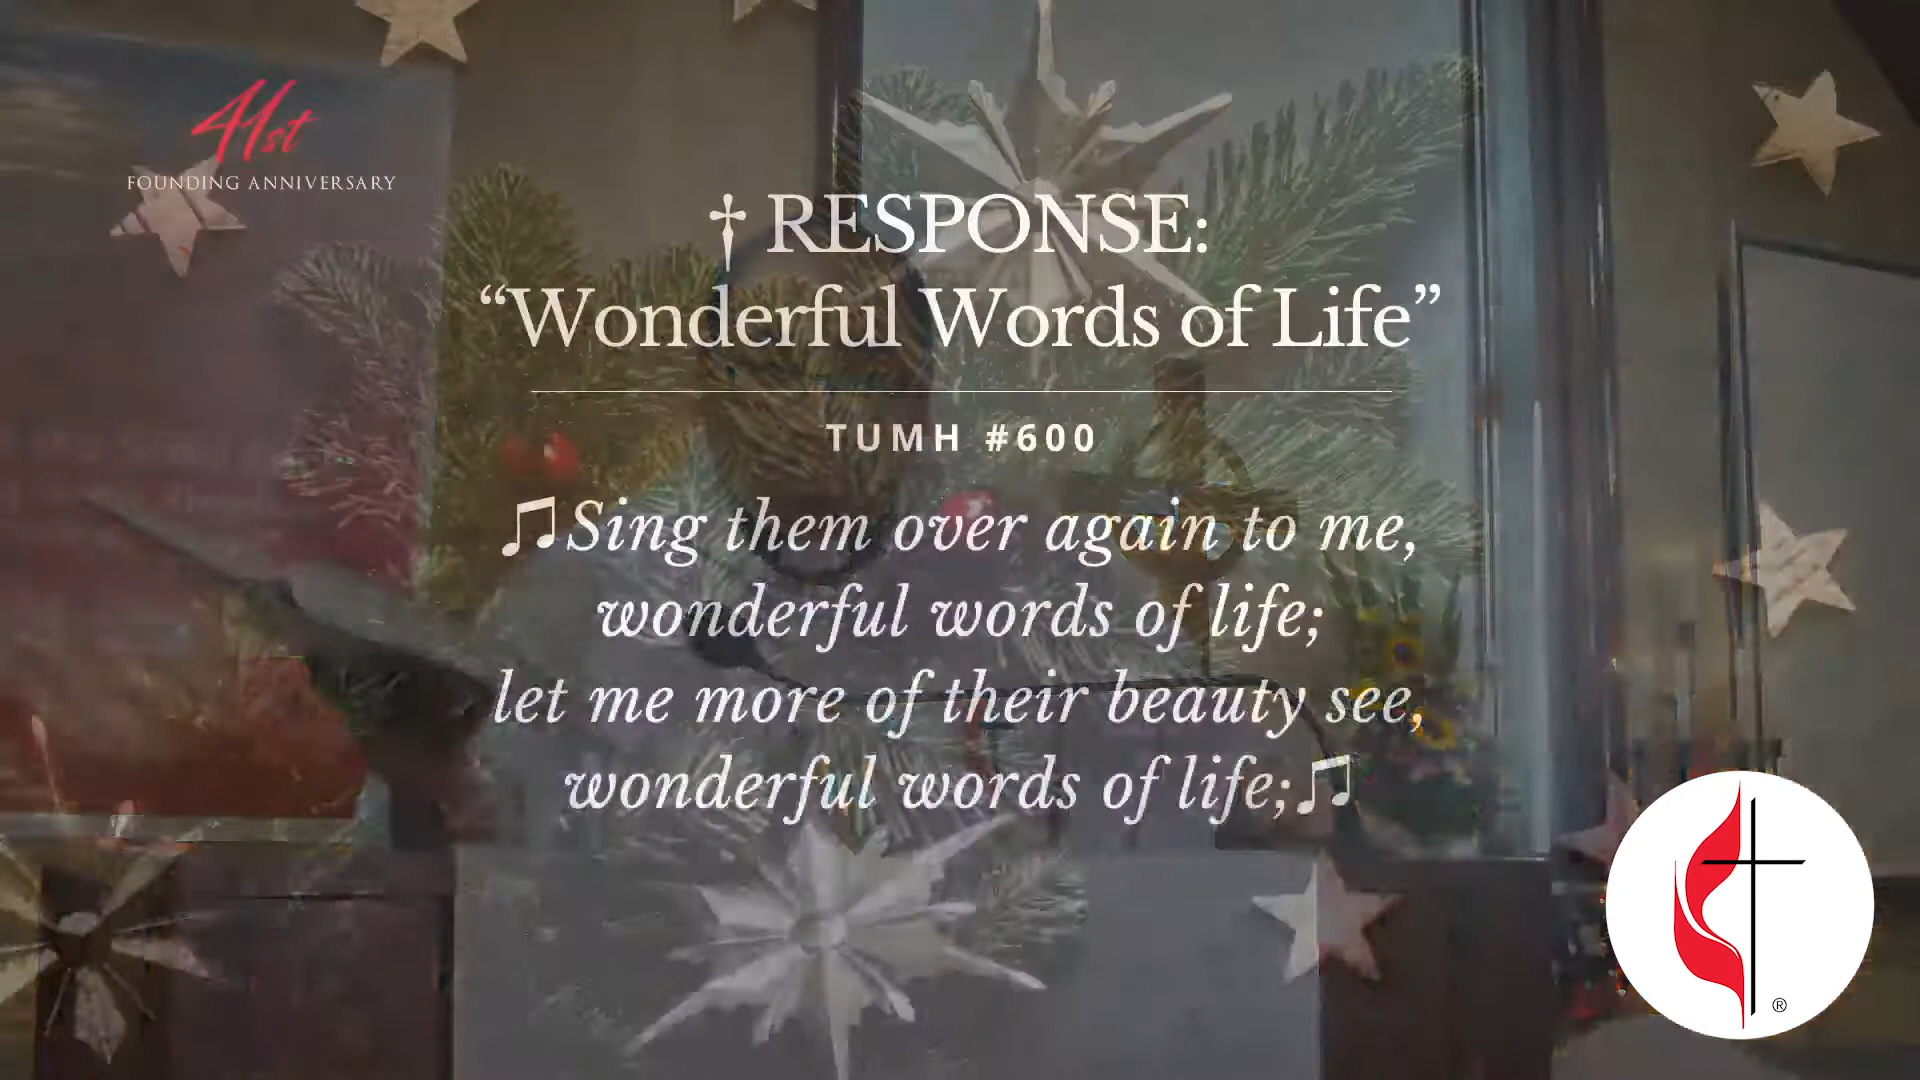 41st
FOUNDING ANNIVERSARY
† RESPONSE:
“Wonderful Words of Life”
TUMH #600
♫Sing them over again to me,
wonderful words of life;
let me more of their beauty see,
wonderful words of life;♫
®